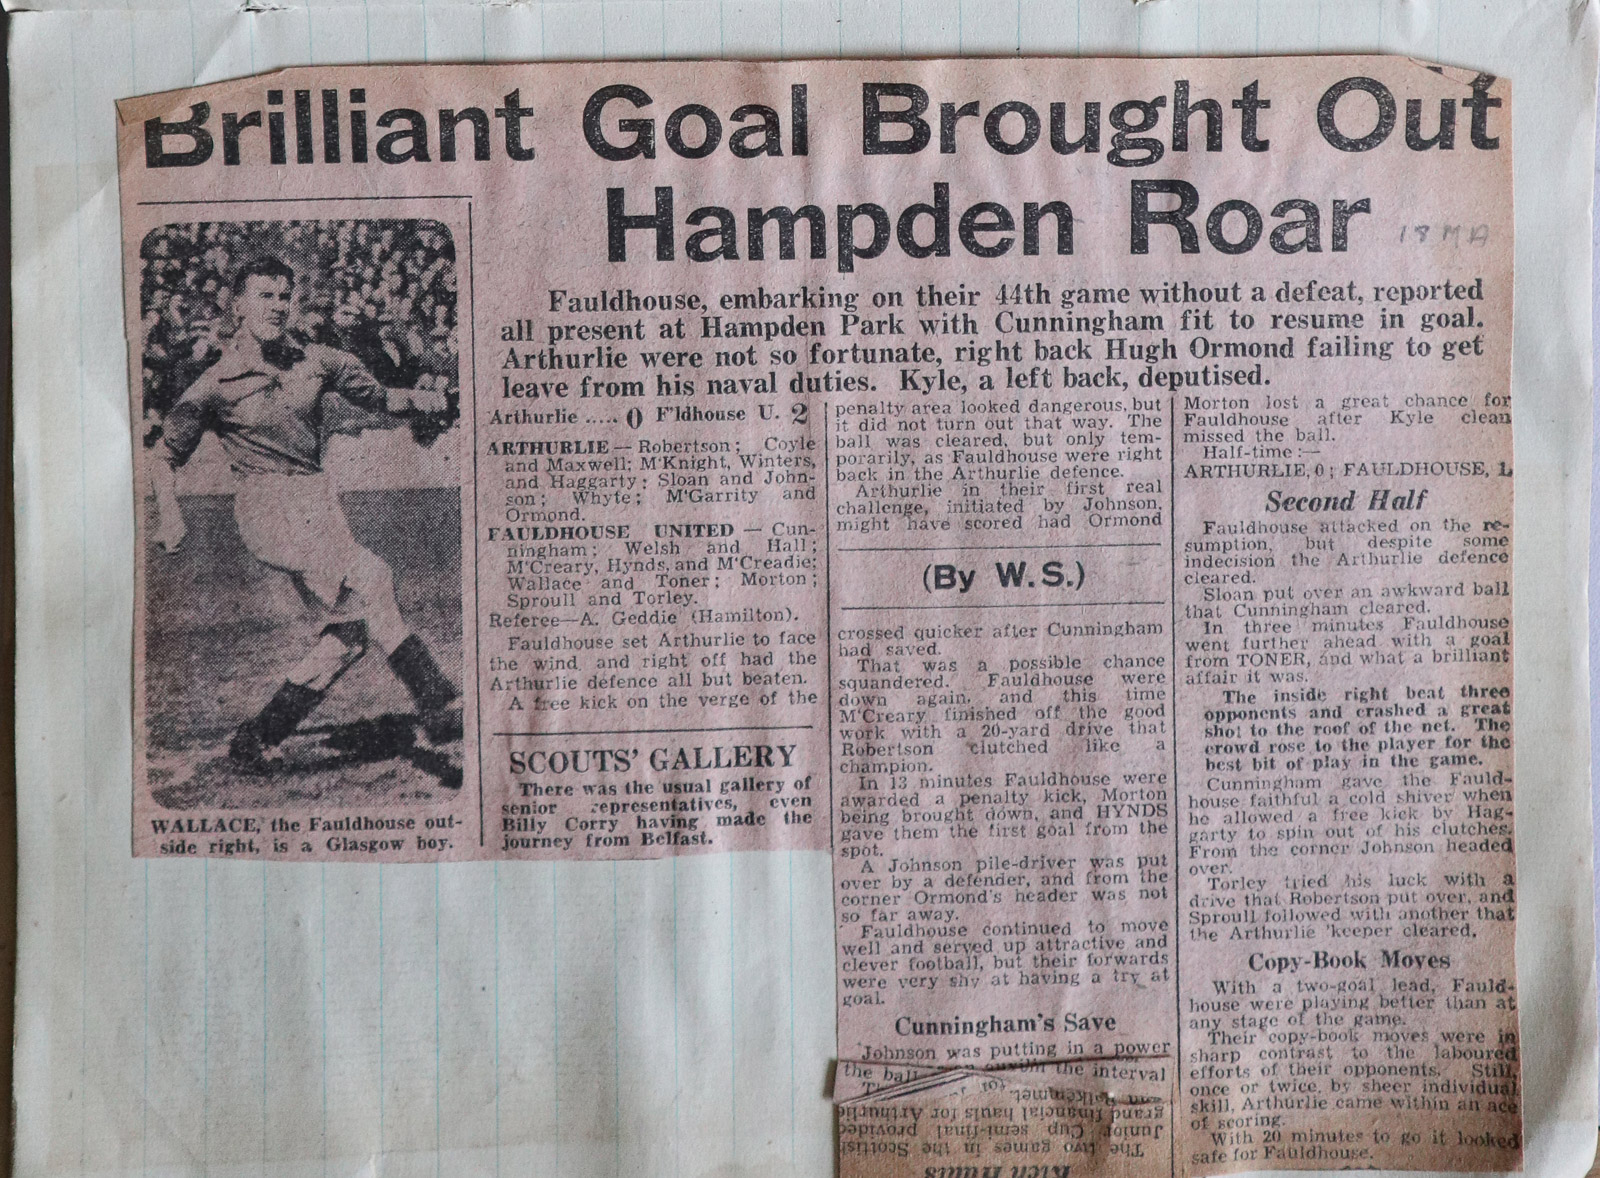 Brilliant Goal Brought Out
Hampden Roar
18 MA
Fauldhouse, embarking on their 44th game without a defeat, reported
all present at Hampden Park with Cunningham fit to resume in goal.
Arthurlie were not so fortunate, right back Hugh Ormond failing to get
leave from his naval duties. Kyle, a left back, deputised.
WALLACE, the Fauldhouse out-
side right, is a Glasgow boy.
Arthurlie ..... 0 F'ldhouse U. 2
ARTHURLIE — Robertson; Coyle
and Maxwell; M'Knight, Winters,
and Haggarty; Sloan and John-
son; Whyte; M'Garrity and
Ormond.
FAULDHOUSE UNITED — Cun-
ningham; Welsh and Hall;
M'Creary, Hynds, and M'Creadie;
Wallace and Toner; Morton;
Sproull and Torley.
Referee—A. Geddie (Hamilton).
Fauldhouse set Arthurlie to face
the wind and right off had the
Arthurlie defence all but beaten.
A free kick on the verge of the
SCOUTS' GALLERY
There was the usual gallery of
senior representatives, even
Billy Corry having made the
journey from Belfast.
penalty area looked dangerous, but
it did not turn out that way. The
ball was cleared, but only tem-
porarily, as Fauldhouse were right
back in the Arthurlie defence.
Arthurlie in their first real
challenge, initiated by Johnson,
might have scored had Ormond
(By W.S.)
crossed quicker after Cunningham
had saved.
That was a possible chance
squandered. Fauldhouse were
down again, and this time
M'Creary finished off the good
work with a 20-yard drive that
Robertson clutched like a
champion.
In 13 minutes Fauldhouse were
awarded a penalty kick, Morton
being brought down, and HYNDS
gave them the first goal from the
spot.
A Johnson pile-driver was put
over by a defender, and from the
corner Ormond's header was not
so far away.
Fauldhouse continued to move
well and served up attractive and
clever football, but their forwards
were very shy at having a try at
goal.
Cunningham's Save
Johnson was putting in a power
the ball the interval
grand financial hauls for Arthurlie
Junior Cup semi-final provided
The two games in the Scottish
Morton lost a great chance for
Fauldhouse after Kyle clean
missed the ball.
Half-time:—
ARTHURLIE, 0; FAULDHOUSE, 1.
Second Half
Fauldhouse attacked on the re-
sumption, but despite some
indecision the Arthurlie defence
cleared.
Sloan put over an awkward ball
that Cunningham cleared.
In three minutes Fauldhouse
went further ahead with a goal
from TONER, and what a brilliant
affair it was.
The inside right beat three
opponents and crashed a great
shot to the roof of the net. The
crowd rose to the player for the
best bit of play in the game.
Cunningham gave the Fauld-
house faithful a cold shiver when
he allowed a free kick by Hag-
garty to spin out of his clutches.
From the corner Johnson headed
over.
Torley tried his luck with a
drive that Robertson put over, and
Sproull followed with another that
the Arthurlie 'keeper cleared.
Copy-Book Moves
With a two-goal lead, Fauld-
house were playing better than at
any stage of the game.
Their copy-book moves were in
sharp contrast to the laboured
efforts of their opponents. Still,
once or twice, by sheer individual
skill, Arthurlie came within an ace
of scoring.
With 20 minutes to go it looked
safe for Fauldhouse.